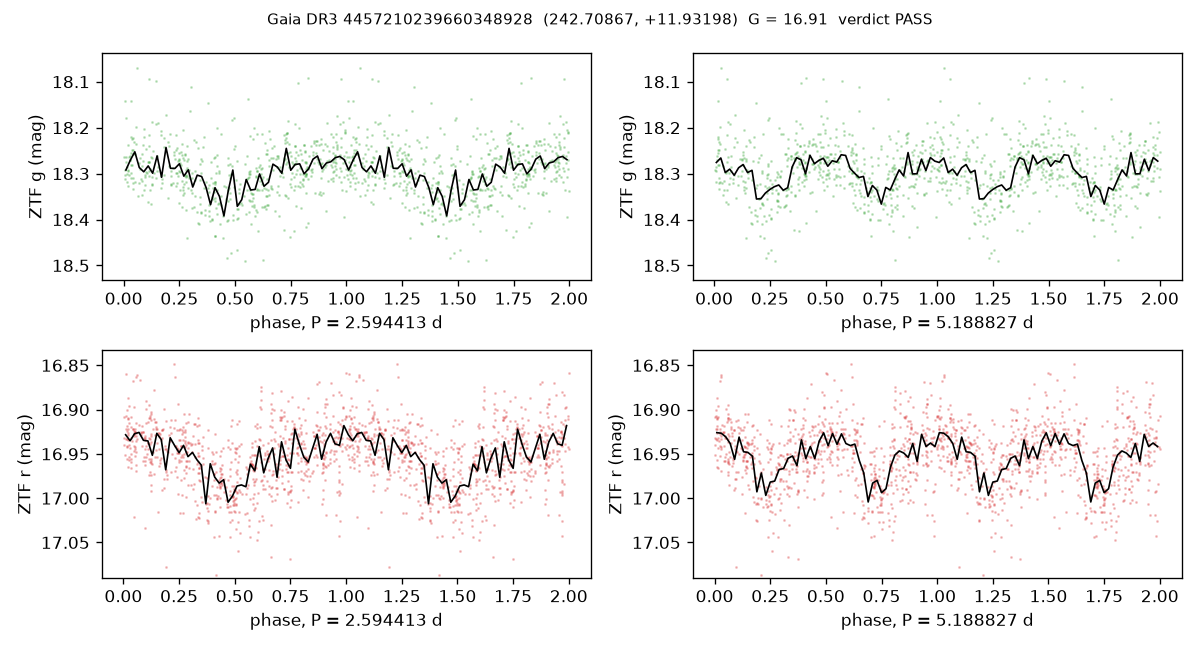 Gaia DR3 4457210239660348928 (242.70867, +11.93198) G = 16.91 verdict PASS
ZTF g (mag)
18.1
18.2
18.3
18.4
18.5
0.00 0.25 0.50 0.75 1.00 1.25 1.50 1.75 2.00
phase, P = 2.594413 d
ZTF g (mag)
18.1
18.2
18.3
18.4
18.5
0.00 0.25 0.50 0.75 1.00 1.25 1.50 1.75 2.00
phase, P = 5.188827 d
ZTF r (mag)
16.85
16.90
16.95
17.00
17.05
0.00 0.25 0.50 0.75 1.00 1.25 1.50 1.75 2.00
phase, P = 2.594413 d
ZTF r (mag)
16.85
16.90
16.95
17.00
17.05
0.00 0.25 0.50 0.75 1.00 1.25 1.50 1.75 2.00
phase, P = 5.188827 d